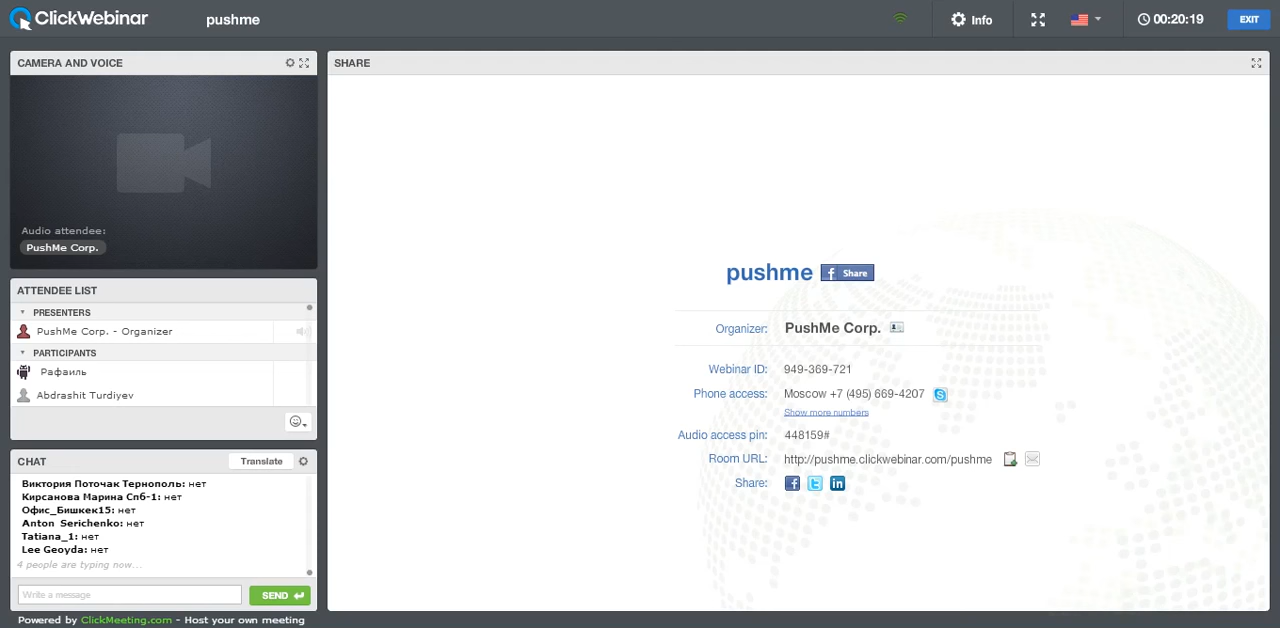 ClickWebinar
pushme
Info
00:20:19
EXIT
CAMERA AND VOICE
Audio attendee:
PushMe Corp.
ATTENDEE LIST
PRESENTERS
PushMe Corp. - Organizer
PARTICIPANTS
Рафаиль
Abdrashit Turdiyev
CHAT
Translate
Виктория Поточак Тернополь: нет
Кирсанова Марина Спб-1: нет
Офис_Бишкек15: нет
Anton Serichenko: нет
Tatiana_1: нет
Lee Geoyda: нет
4 people are typing now...
Write a message
SEND
Powered by ClickMeeting.com - Host your own meeting
SHARE
pushme
f Share
Organizer: PushMe Corp.
Webinar ID: 949-369-721
Phone access: Moscow +7 (495) 669-4207
Show more numbers
Audio access pin: 448159#
Room URL: http://pushme.clickwebinar.com/pushme
Share: